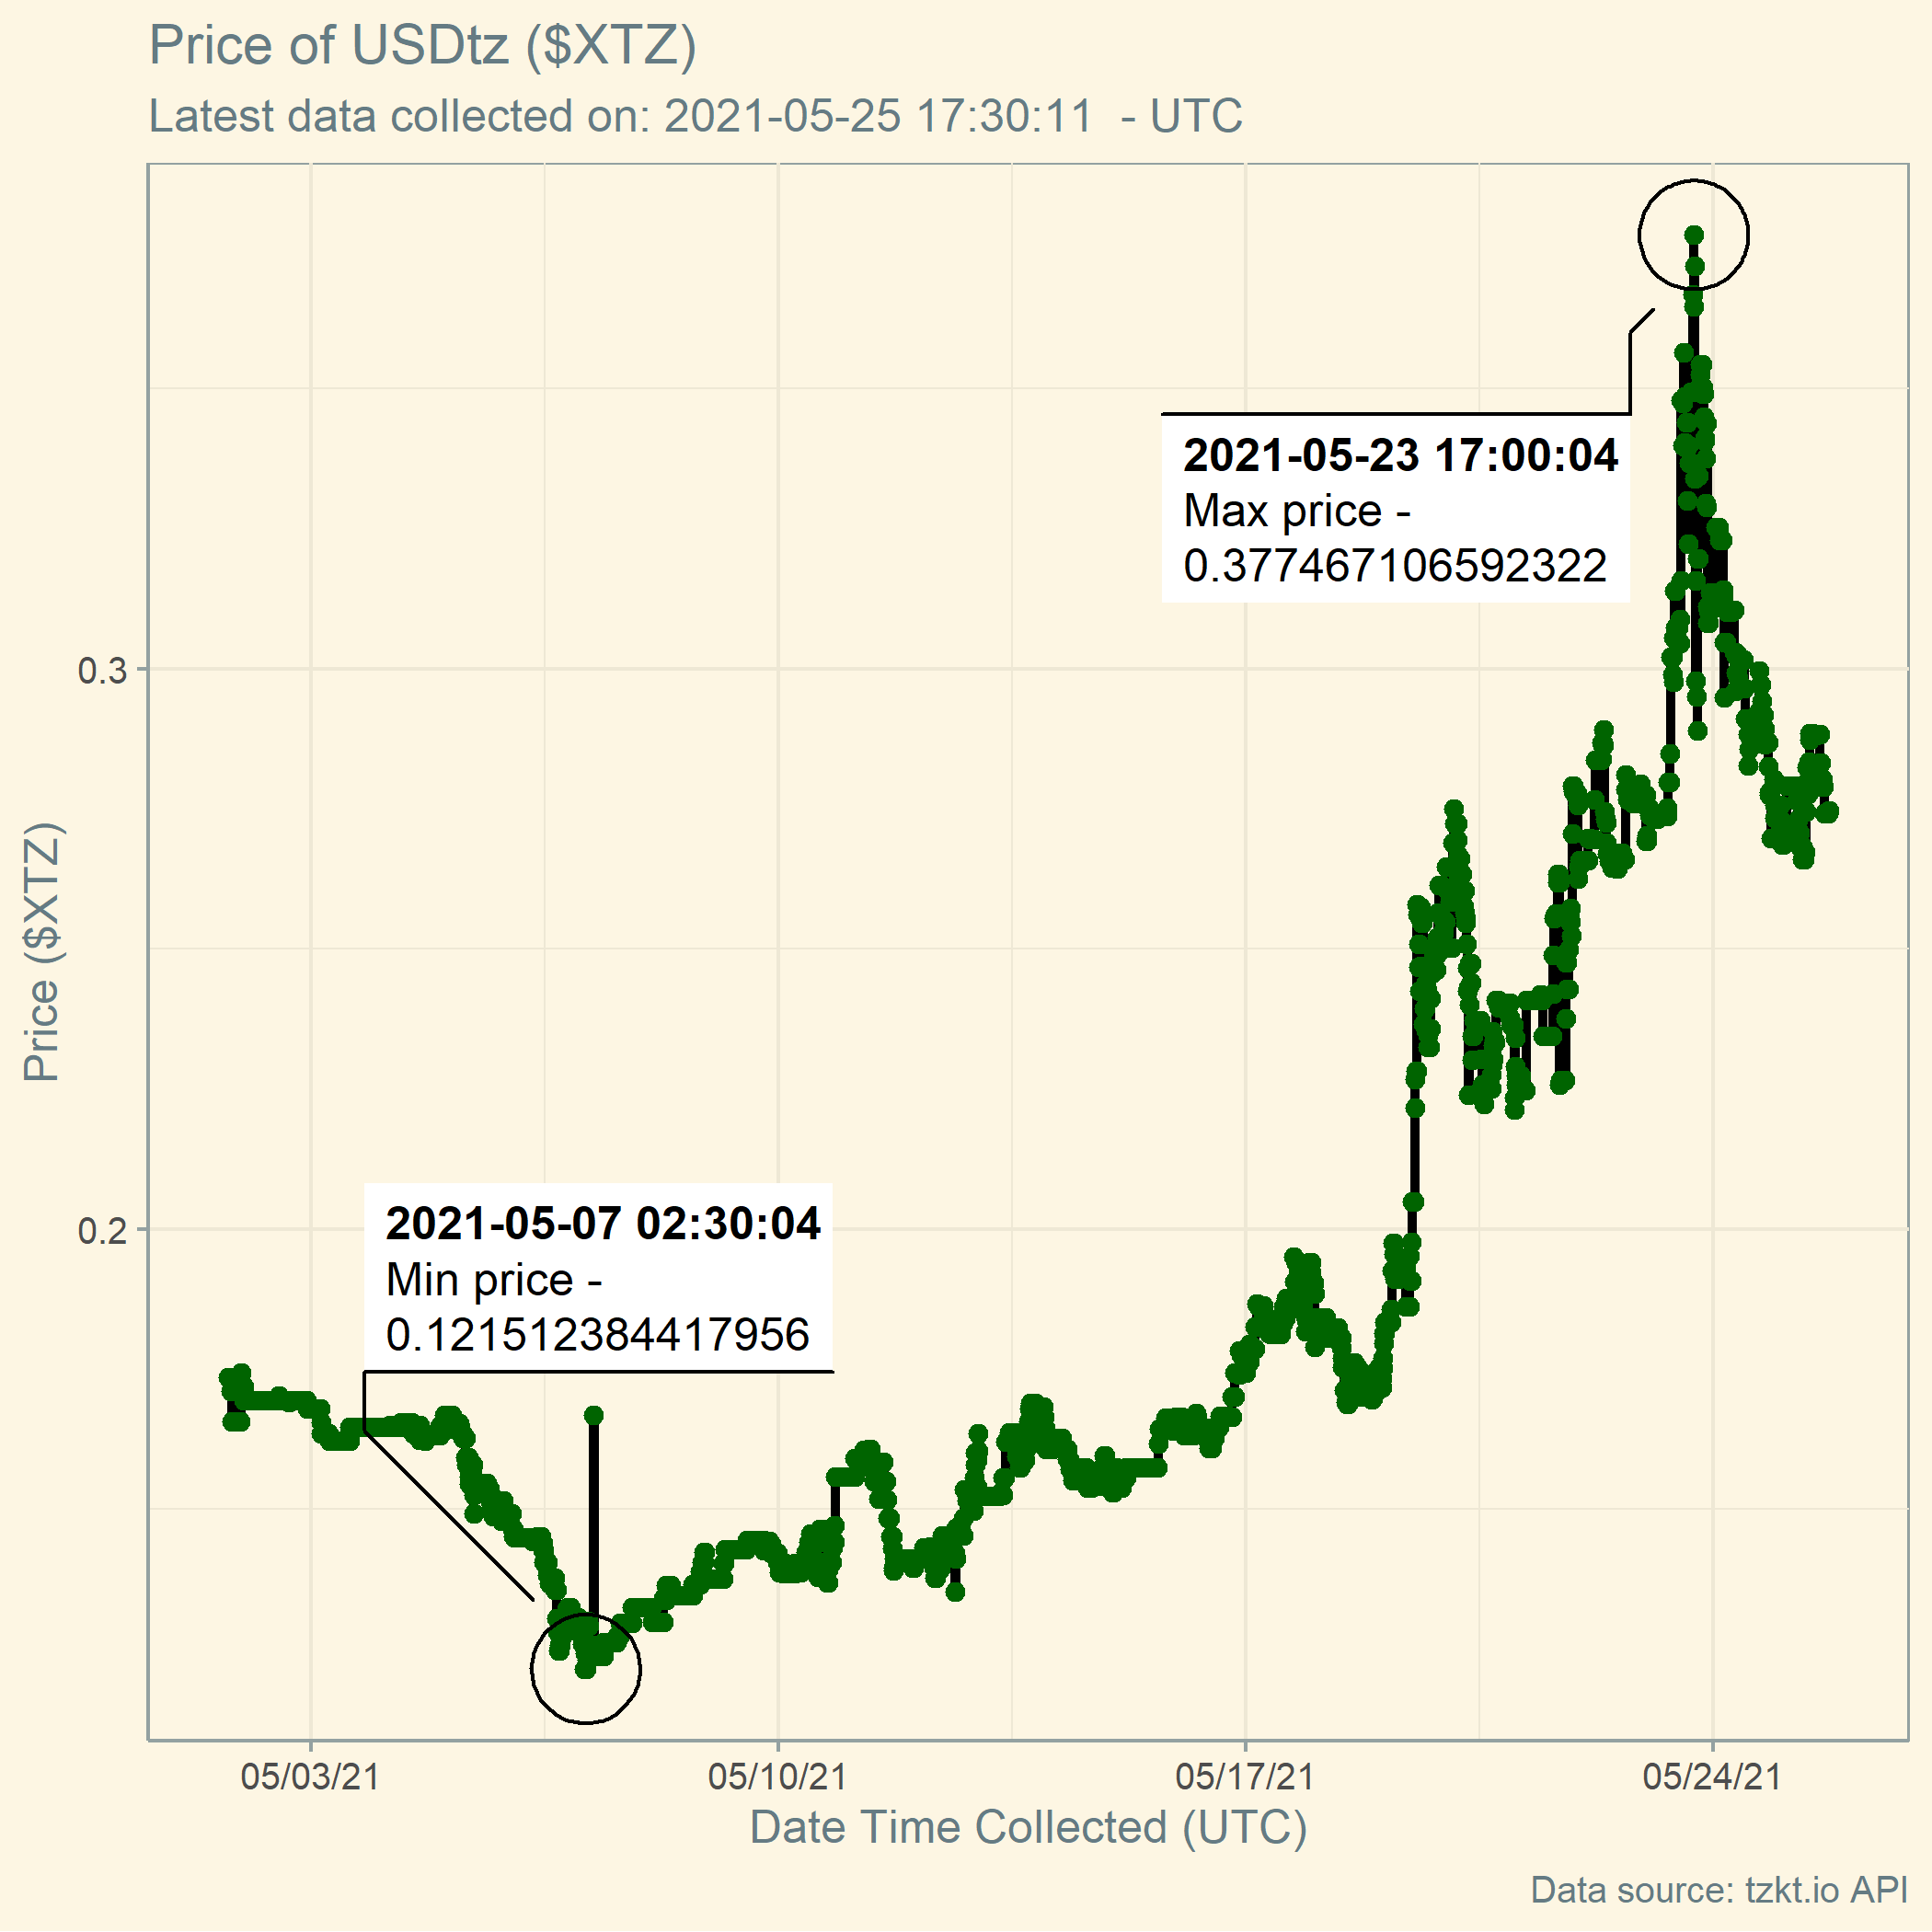 Price of USDtz ($XTZ)
Latest data collected on: 2021-05-25 17:30:11  - UTC
2021-05-23 17:00:04
Max price -
0.377467106592322
0.3
Price ($XTZ)
0.2
2021-05-07 02:30:04
Min price -
0.121512384417956
05/03/21
05/10/21
05/17/21
05/24/21
Date Time Collected (UTC)
Data source: tzkt.io API